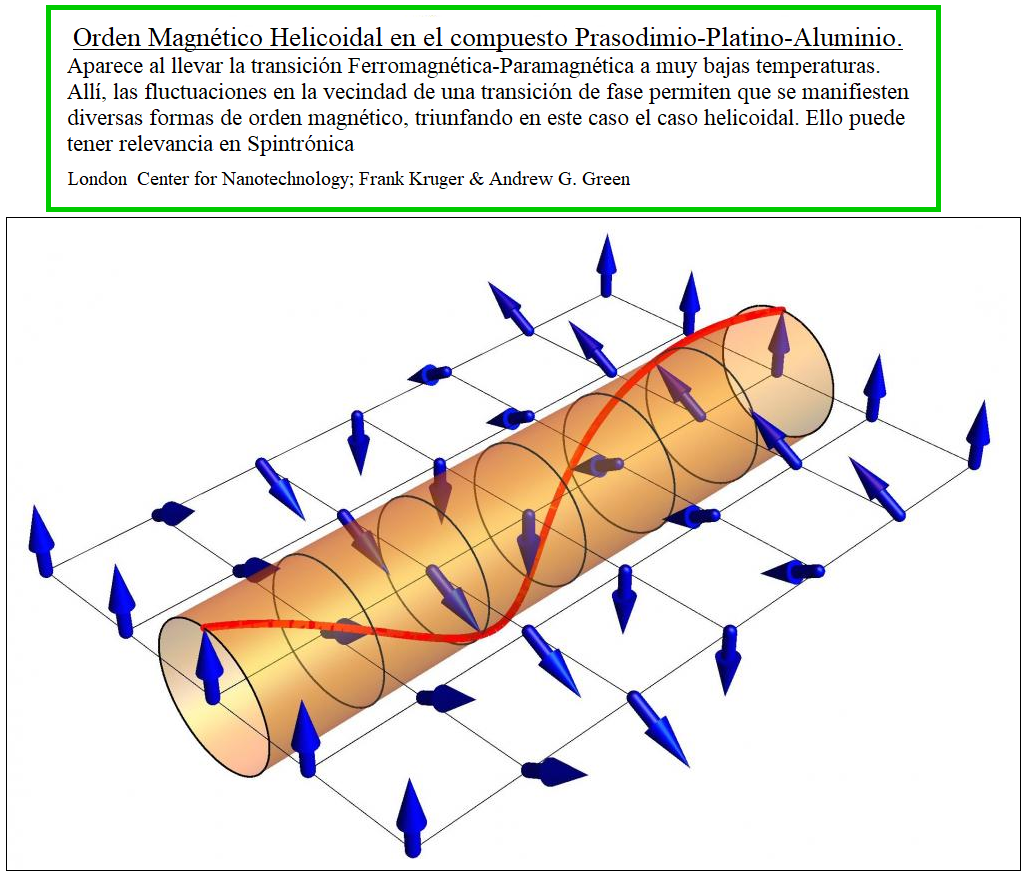 Orden Magnético Helicoidal en el compuesto Prasodimio-Platino-Aluminio.
Aparece al llevar la transición Ferromagnética-Paramagnética a muy bajas temperaturas.
Allí, las fluctuaciones en la vecindad de una transición de fase permiten que se manifiesten
diversas formas de orden magnético, triunfando en este caso el caso helicoidal. Ello puede
tener relevancia en Spintrónica
London Center for Nanotechnology; Frank Kruger & Andrew G. Green